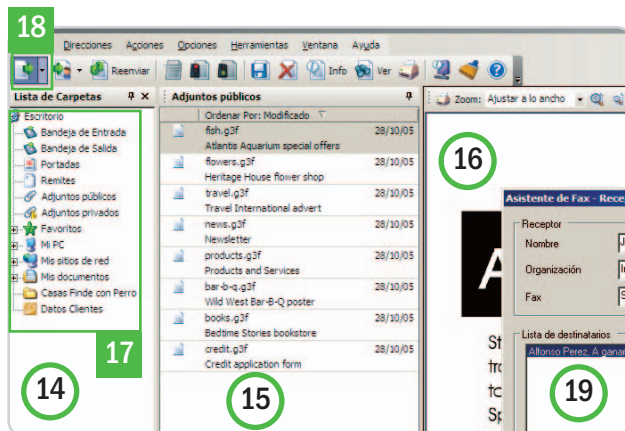 18
Direcciones Acciones Opciones Herramientas Ventana Ayuda
Reenviar Info Ver
Lista de Carpetas
Escritorio
Bandeja de Entrada
Bandeja de Salida
Portadas
Remites
Adjuntos públicos
Adjuntos privados
Favoritos
Mi PC
Mis sitios de red
Mis documentos
Casas Finde con Perro
Datos Clientes
17
14
Adjuntos públicos
Ordenar Por: Modificado
fish.g3f 28/10/05
Atlantis Aquarium special offers
flowers.g3f 28/10/05
Heritage House flower shop
travel.g3f 28/10/05
Travel International advert
news.g3f 28/10/05
Newsletter
products.g3f 28/10/05
Products and Services
bar-b-q.g3f 28/10/05
Wild West Bar-B-Q poster
books.g3f 28/10/05
Bedtime Stories bookstore
credit.g3f 28/10/05
Credit application form
15
Zoom: Ajustar a lo ancho
16
Asistente de Fax - Rece
Receptor
Nombre J
Organización
Fax
A
St
Lista de destinatarios
Alfonso Perez, A gana
Sp
19